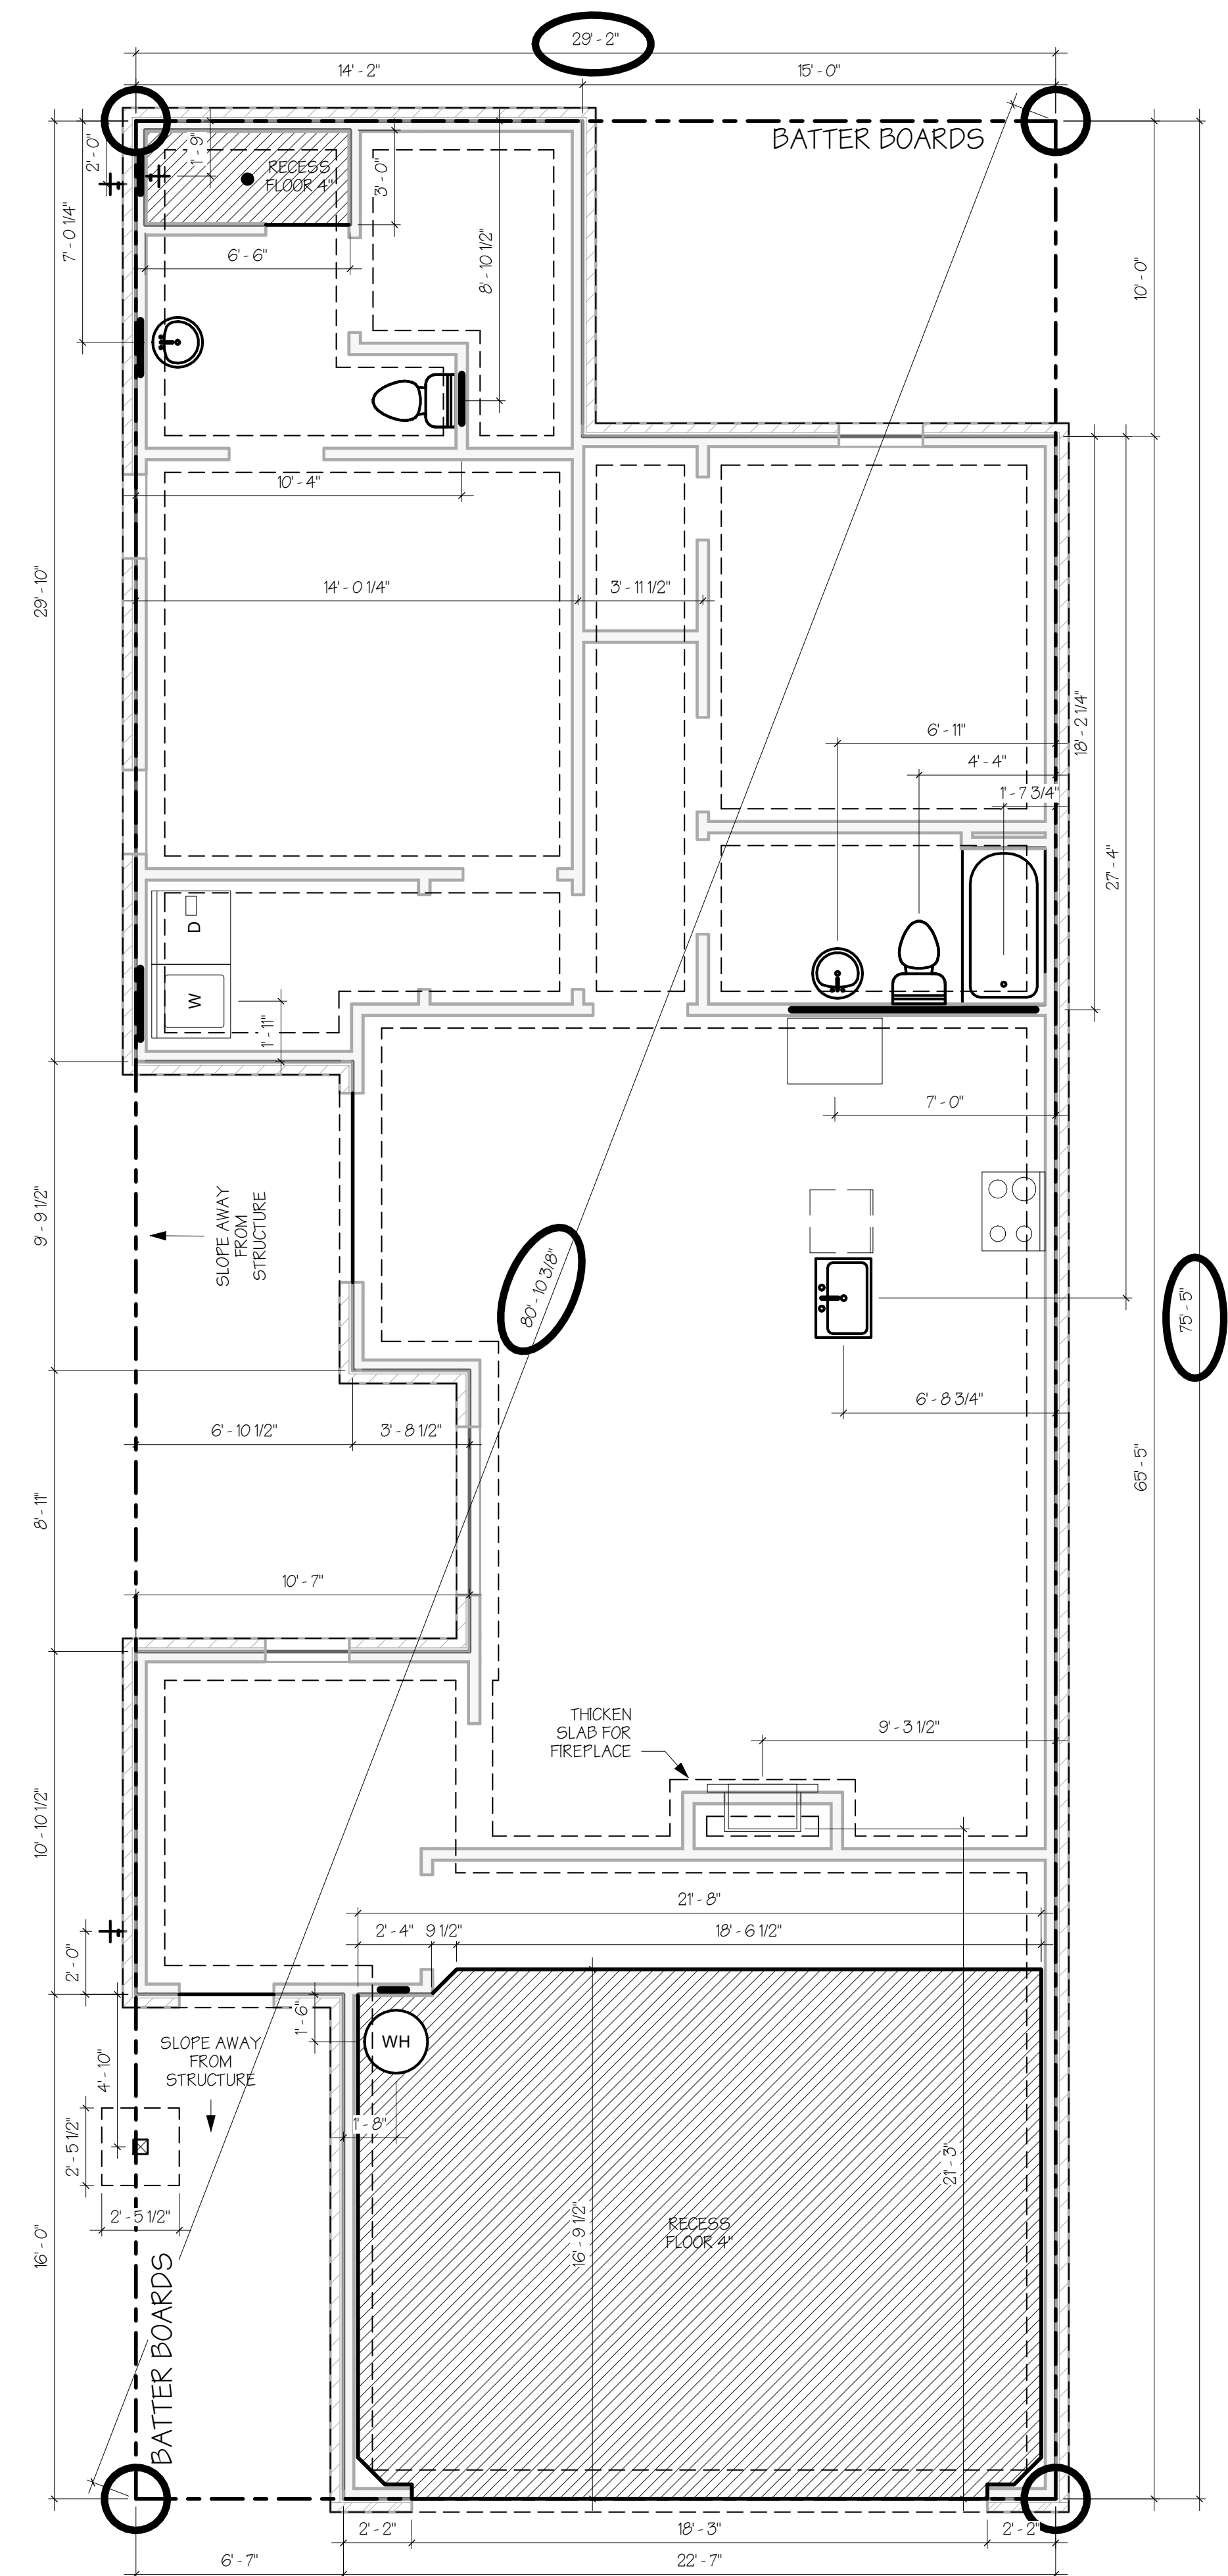 29' - 2"
14' - 2"
15' - 0"
BATTER BOARDS
2' - 0"
1' - 9"
RECESS
FLOOR 4"
3' - 0"
7' - 0 1/4"
6' - 6"
8' - 10 1/2"
10' - 0"
10' - 4"
29' - 10"
14' - 0 1/4"
3' - 11 1/2"
6' - 11"
18' - 2 1/4"
4' - 4"
1' - 7 3/4"
27' - 4"
D
W
1' - 11"
7' - 0"
9' - 9 1/2"
SLOPE AWAY
FROM
STRUCTURE
80' - 10 3/8"
75' - 5"
6' - 8 3/4"
6' - 10 1/2"
3' - 8 1/2"
65' - 5"
8' - 11"
10' - 7"
THICKEN
SLAB FOR
FIREPLACE
9' - 3 1/2"
10' - 10 1/2"
21' - 8"
2' - 4"
9 1/2"
18' - 6 1/2"
2' - 0"
1' - 6"
WH
SLOPE AWAY
FROM
STRUCTURE
4' - 10"
1' - 8"
2' - 5 1/2"
21' - 3"
2' - 5 1/2"
16' - 9 1/2"
RECESS
FLOOR 4"
16' - 0"
BATTER BOARDS
2' - 2"
18' - 3"
2' - 2"
6' - 7"
22' - 7"